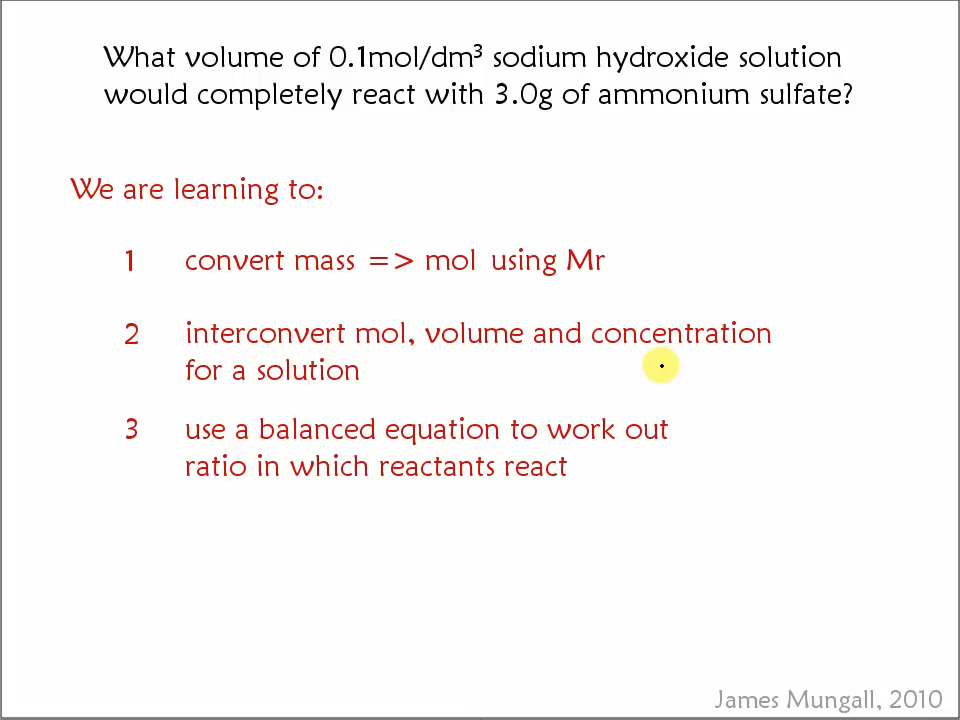 What volume of 0.1mol/dm³ sodium hydroxide solution
would completely react with 3.0g of ammonium sulfate?
We are learning to:
1 convert mass => mol using Mr
2 interconvert mol, volume and concentration
for a solution
3 use a balanced equation to work out
ratio in which reactants react
James Mungall, 2010